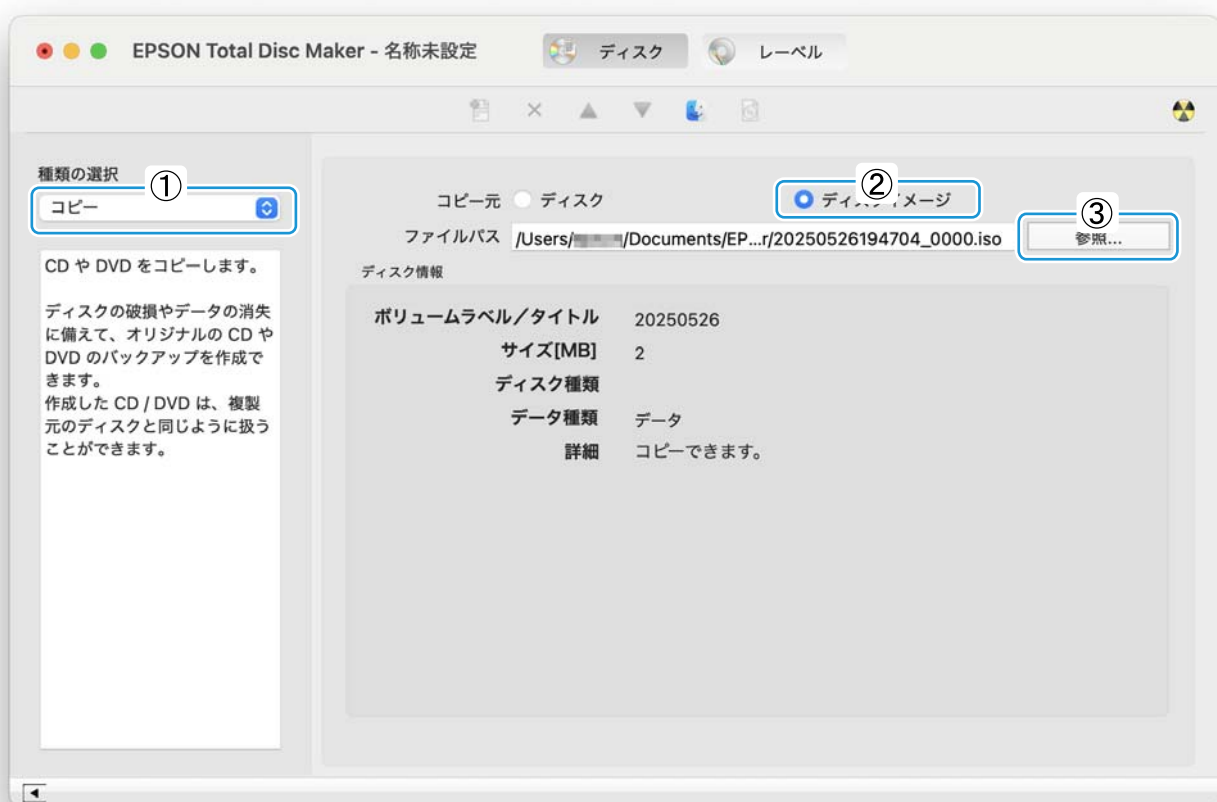 EPSON Total Disc Maker - 名称未設定
ディスク
レーベル
種類の選択
①
コピー
CD や DVD をコピーします。
ディスクの破損やデータの消失
に備えて、オリジナルの CD や
DVD のバックアップを作成で
きます。
作成した CD / DVD は、複製
元のディスクと同じように扱う
ことができます。
コピー元
ディスク
②
ディスクイメージ
③
ファイルパス
/Users/
/Documents/EP...r/20250526194704_0000.iso
参照...
ディスク情報
ボリュームラベル／タイトル 20250526
サイズ[MB] 2
ディスク種類
データ種類 データ
詳細 コピーできます。